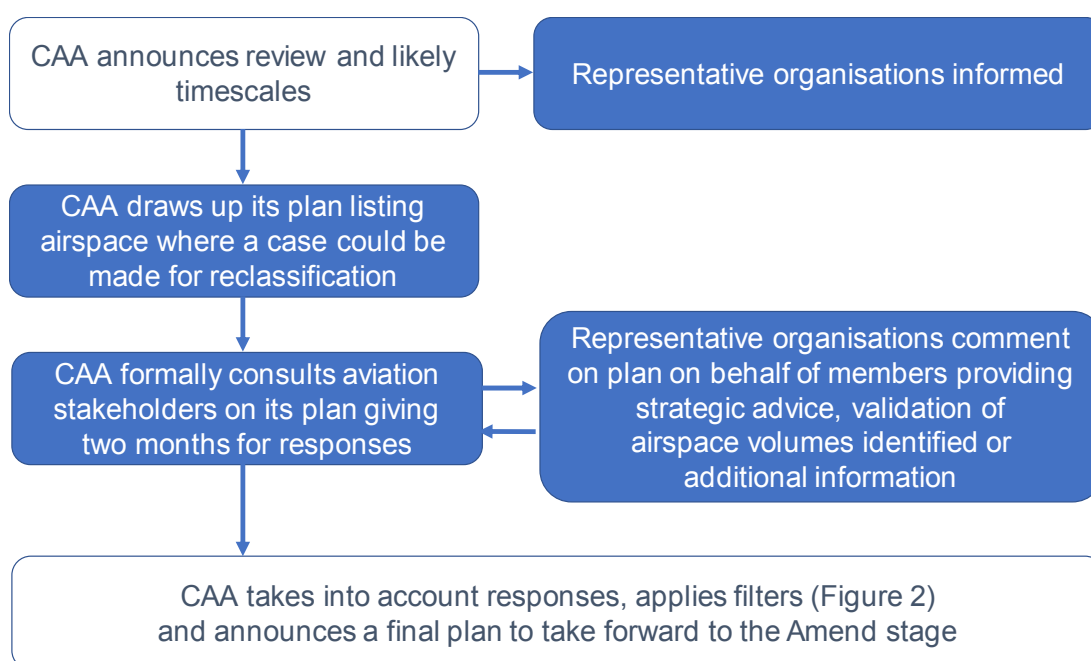 CAA announces review and likely
timescales
Representative organisations informed
CAA draws up its plan listing
airspace where a case could be
made for reclassification
CAA formally consults aviation
stakeholders on its plan giving
two months for responses
Representative organisations comment
on plan on behalf of members providing
strategic advice, validation of
airspace volumes identified or
additional information
CAA takes into account responses, applies filters (Figure 2)
and announces a final plan to take forward to the Amend stage